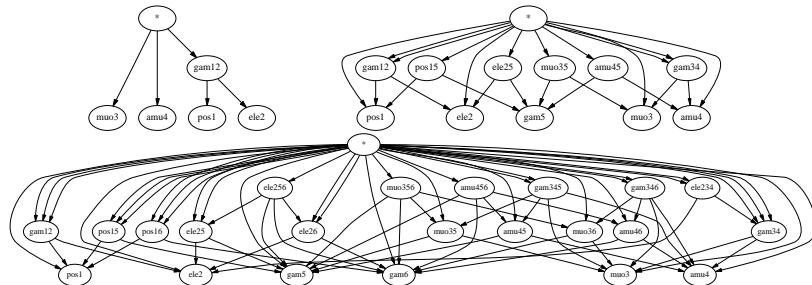 * *
gam12 gam12 pos15 ele25 muo35 amu45 gam34
muo3 amu4 pos1 ele2 pos1 ele2 gam5 muo3 amu4
*
ele256 muo356 amu456 gam345 gam346 ele234
gam12 pos15 pos16 ele25 ele26 muo35 amu45 muo36 amu46 gam34
pos1 ele2 gam5 gam6 muo3 amu4